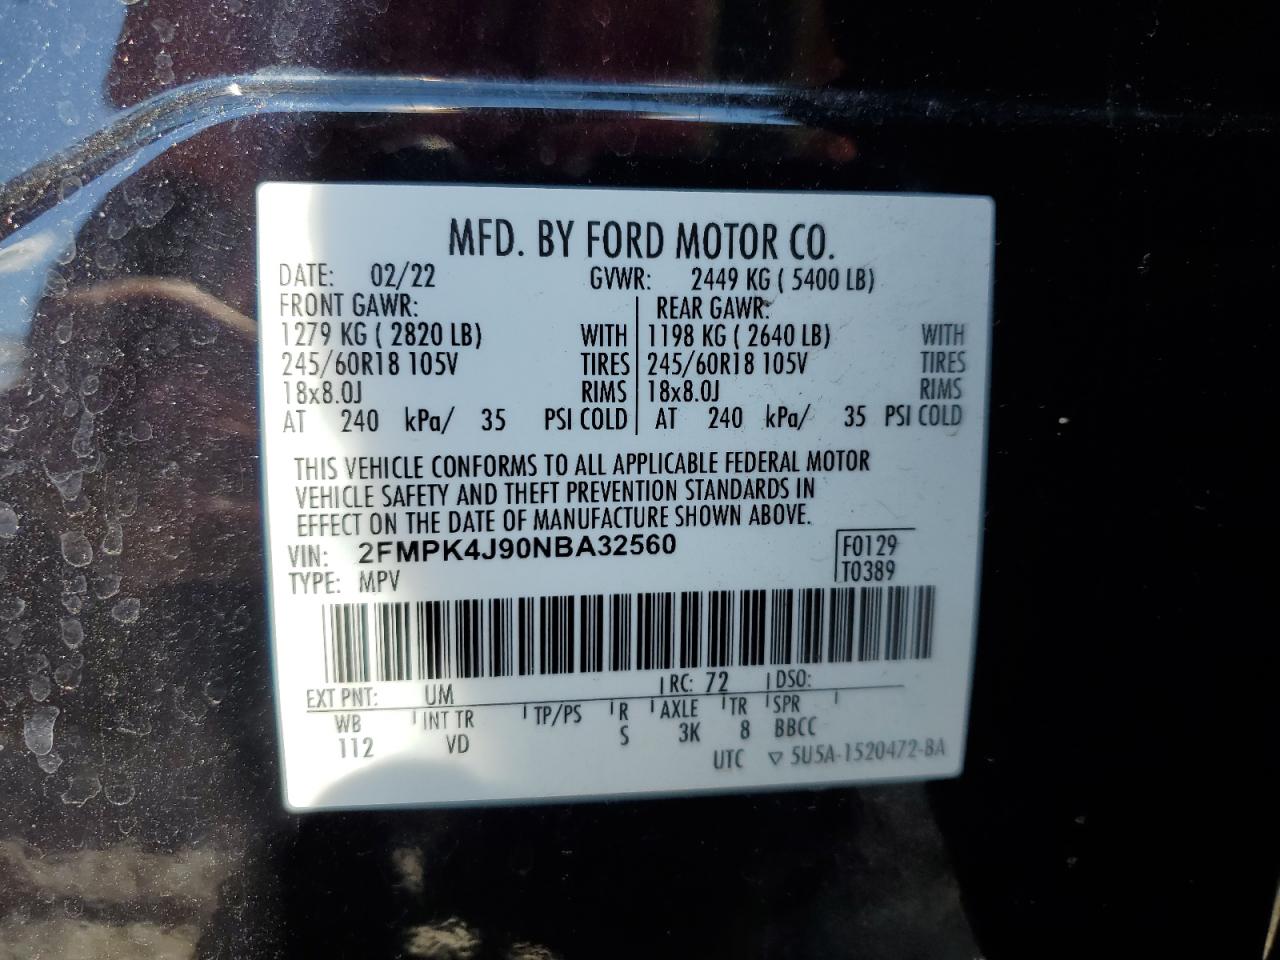 MFD. BY FORD MOTOR CO.
DATE: 02/22 GVWR: 2449 KG ( 5400 LB)
FRONT GAWR: REAR GAWR:
1279 KG ( 2820 LB) WITH 1198 KG ( 2640 LB) WITH
245/60R18 105V TIRES 245/60R18 105V TIRES
18x8.0J RIMS 18x8.0J RIMS
AT 240 kPa/ 35 PSI COLD AT 240 kPa/ 35 PSI COLD
THIS VEHICLE CONFORMS TO ALL APPLICABLE FEDERAL MOTOR
VEHICLE SAFETY AND THEFT PREVENTION STANDARDS IN
EFFECT ON THE DATE OF MANUFACTURE SHOWN ABOVE.
VIN: 2FMPK4J90NBA32560 F0129
TYPE: MPV T0389
EXT PNT: UM RC: 72 DSO:
WB INT TR TP/PS R AXLE TR SPR
112 VD S 3K 8 BBCC
UTC ▽ 5U5A-1520472-BA